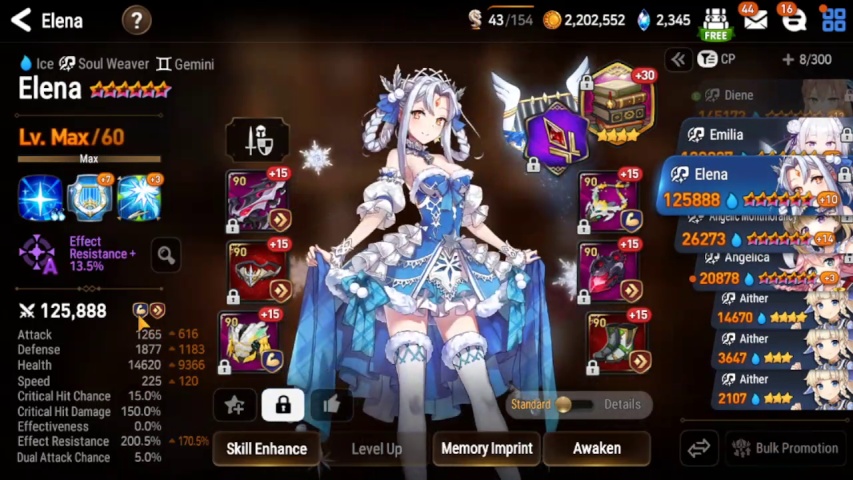 Elena
?
43/154
2,202,552
2,345
FREE
44
16
Ice Soul Weaver Gemini
Elena
Lv. Max/60
Max
+7
+3
Effect
Resistance +
13.5%
A
125,888
Attack 1265 616
Defense 1877 1183
Health 14620 9366
Speed 225 120
Critical Hit Chance 15.0%
Critical Hit Damage 150.0%
Effectiveness 0.0%
Effect Resistance 200.5% 170.5%
Dual Attack Chance 5.0%
90 +15
90 +15
90 +15
+30
90 +15
90 +15
90 +15
Standard Details
Skill Enhance
Level Up
Memory Imprint
Awaken
CP
+ 8/300
Diene
Emilia
Elena
125888 +10
Angelic Montmorancy
26273 +14
Angelica
20878 +3
Aither
14670
Aither
3647
Aither
2107
Bulk Promotion